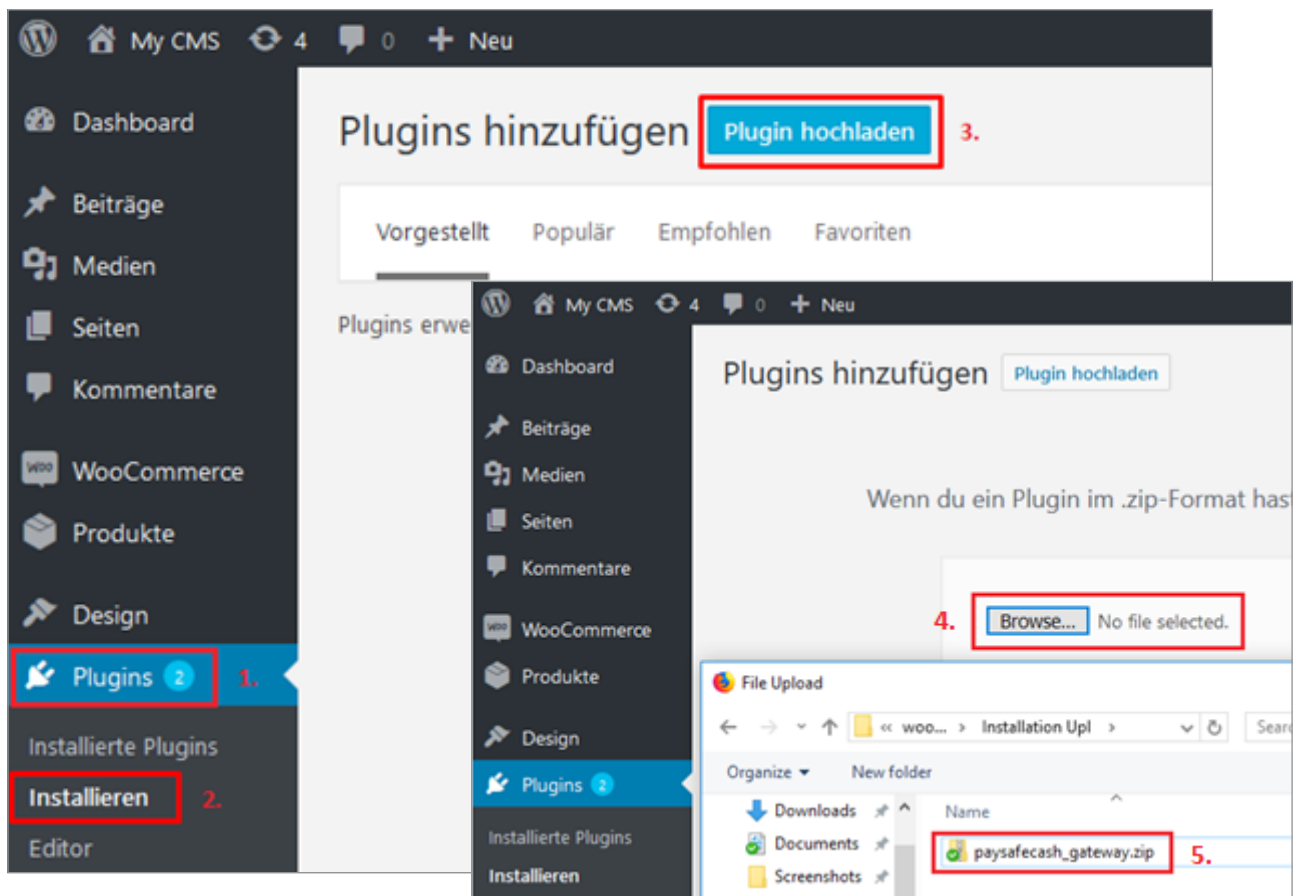 My CMS 4 0 + Neu
Dashboard
Plugins hinzufügen Plugin hochladen 3.
Beiträge
Vorgestellt Populär Empfohlen Favoriten
Medien
Seiten
Plugins erwe
Kommentare
WooCommerce
Produkte
Design
Plugins 2 1.
Installierte Plugins
Installieren 2.
Editor
My CMS 4 0 + Neu
Dashboard
Plugins hinzufügen Plugin hochladen
Beiträge
Medien
Wenn du ein Plugin im .zip-Format hast
Seiten
Kommentare
WooCommerce
4. Browse... No file selected.
Produkte
Design
Plugins 2
Installierte Plugins
Installieren
File Upload
« woo... > Installation Upl > Sear
Organize New folder
Downloads
Name
Documents
paysafecash_gateway.zip 5.
Screenshots